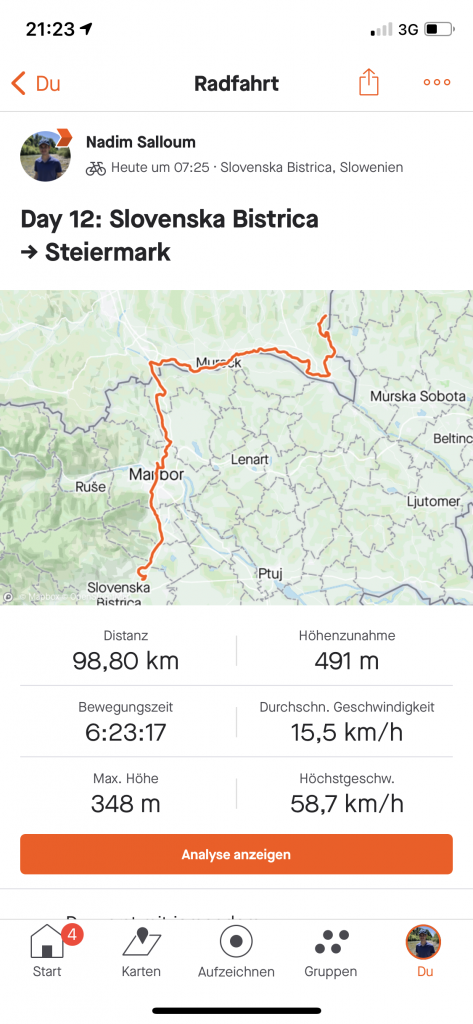 21:23
3G
Du
Radfahrt
Nadim Salloum
Heute um 07:25 · Slovenska Bistrica, Slowenien
Day 12: Slovenska Bistrica
→ Steiermark
Mureck
Murska Sobota
Beltinc
Lenart
Maribor
Ruše
Ljutomer
Ptuj
Slovenska
Bistrica
Distanz
98,80 km
Höhenzunahme
491 m
Bewegungszeit
6:23:17
Durchschn. Geschwindigkeit
15,5 km/h
Max. Höhe
348 m
Höchstgeschw.
58,7 km/h
Analyse anzeigen
4
Start
Karten
Aufzeichnen
Gruppen
Du